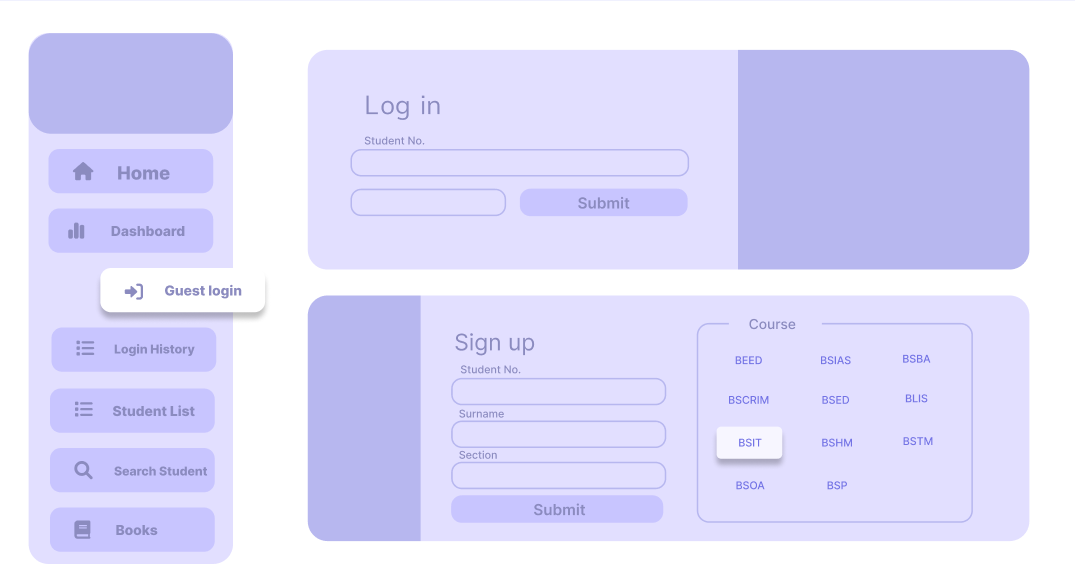 Home
Dashboard
Guest login
Login History
Student List
Search Student
Books
Log in
Student No.
Submit
Sign up
Student No.
Surname
Section
Submit
Course
BEED BSIAS BSBA
BSCRIM BSED BLIS
BSIT BSHM BSTM
BSOA BSP